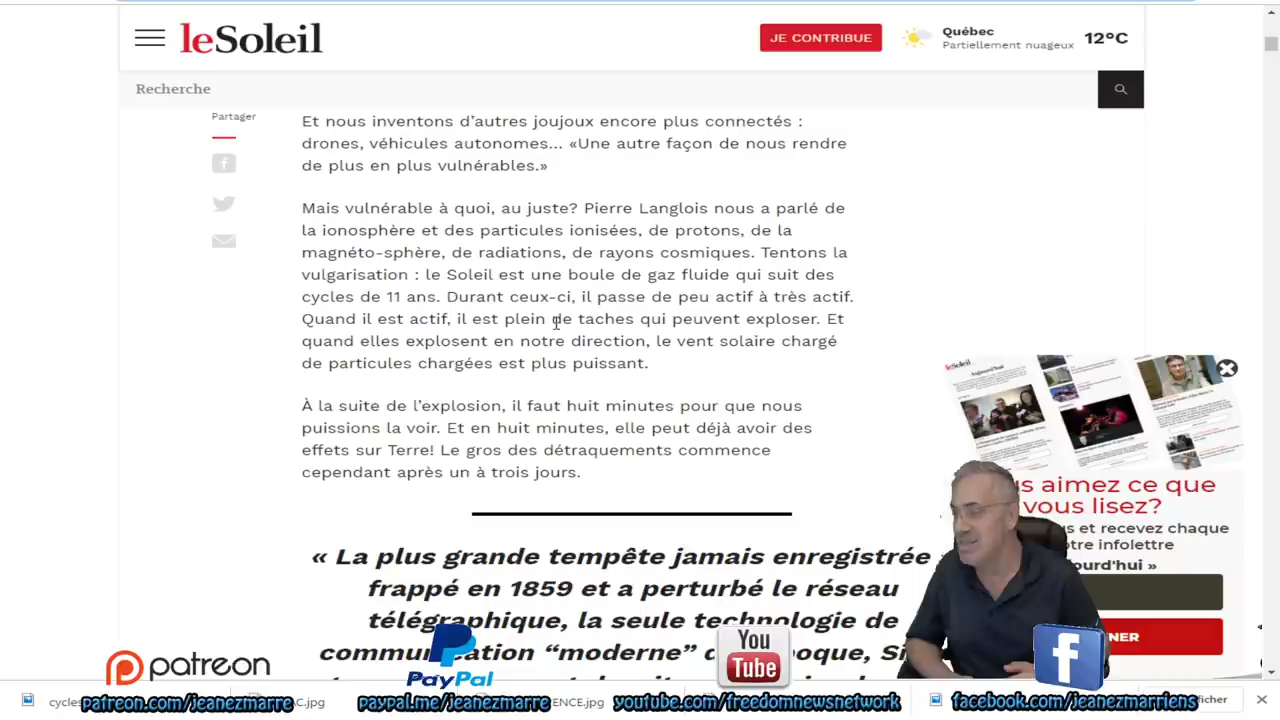 leSoleil
JE CONTRIBUE
Québec
Partiellement nuageux
12°C
Recherche
Partager
Et nous inventons d'autres joujoux encore plus connectés :
drones, véhicules autonomes... «Une autre façon de nous rendre
de plus en plus vulnérables.»
Mais vulnérable à quoi, au juste? Pierre Langlois nous a parlé de
la ionosphère et des particules ionisées, de protons, de la
magnéto-sphère, de radiations, de rayons cosmiques. Tentons la
vulgarisation : le Soleil est une boule de gaz fluide qui suit des
cycles de 11 ans. Durant ceux-ci, il passe de peu actif à très actif.
Quand il est actif, il est plein de taches qui peuvent exploser. Et
quand elles explosent en notre direction, le vent solaire chargé
de particules chargées est plus puissant.
À la suite de l'explosion, il faut huit minutes pour que nous
puissions la voir. Et en huit minutes, elle peut déjà avoir des
effets sur Terre! Le gros des détraquements commence
cependant après un à trois jours.
« La plus grande tempête jamais enregistrée
frappé en 1859 et a perturbé le réseau
télégraphique, la seule technologie de
aimez ce que
vous lisez?
et recevez chaque
infolettre
patreon
PayPal
You
Tube
f
cycles
.jpg
ENCE.jpg
patreon.com/jeanezmarre
paypal.me/jeanezmarre
youtube.com/freedomnewsnetwork
facebook.com/jeanezmarriens